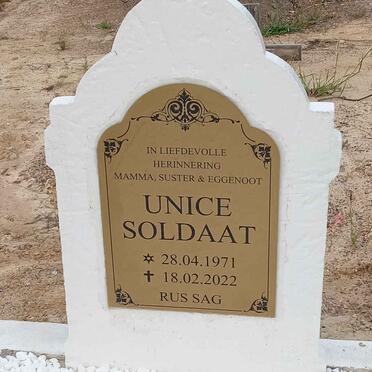 IN LIEFDEVOLLE
HERINNERING
MAMMA, SUSTER & EGGENOOT
UNICE
SOLDAAT
✡ 28.04.1971
✝ 18.02.2022
RUS SAG